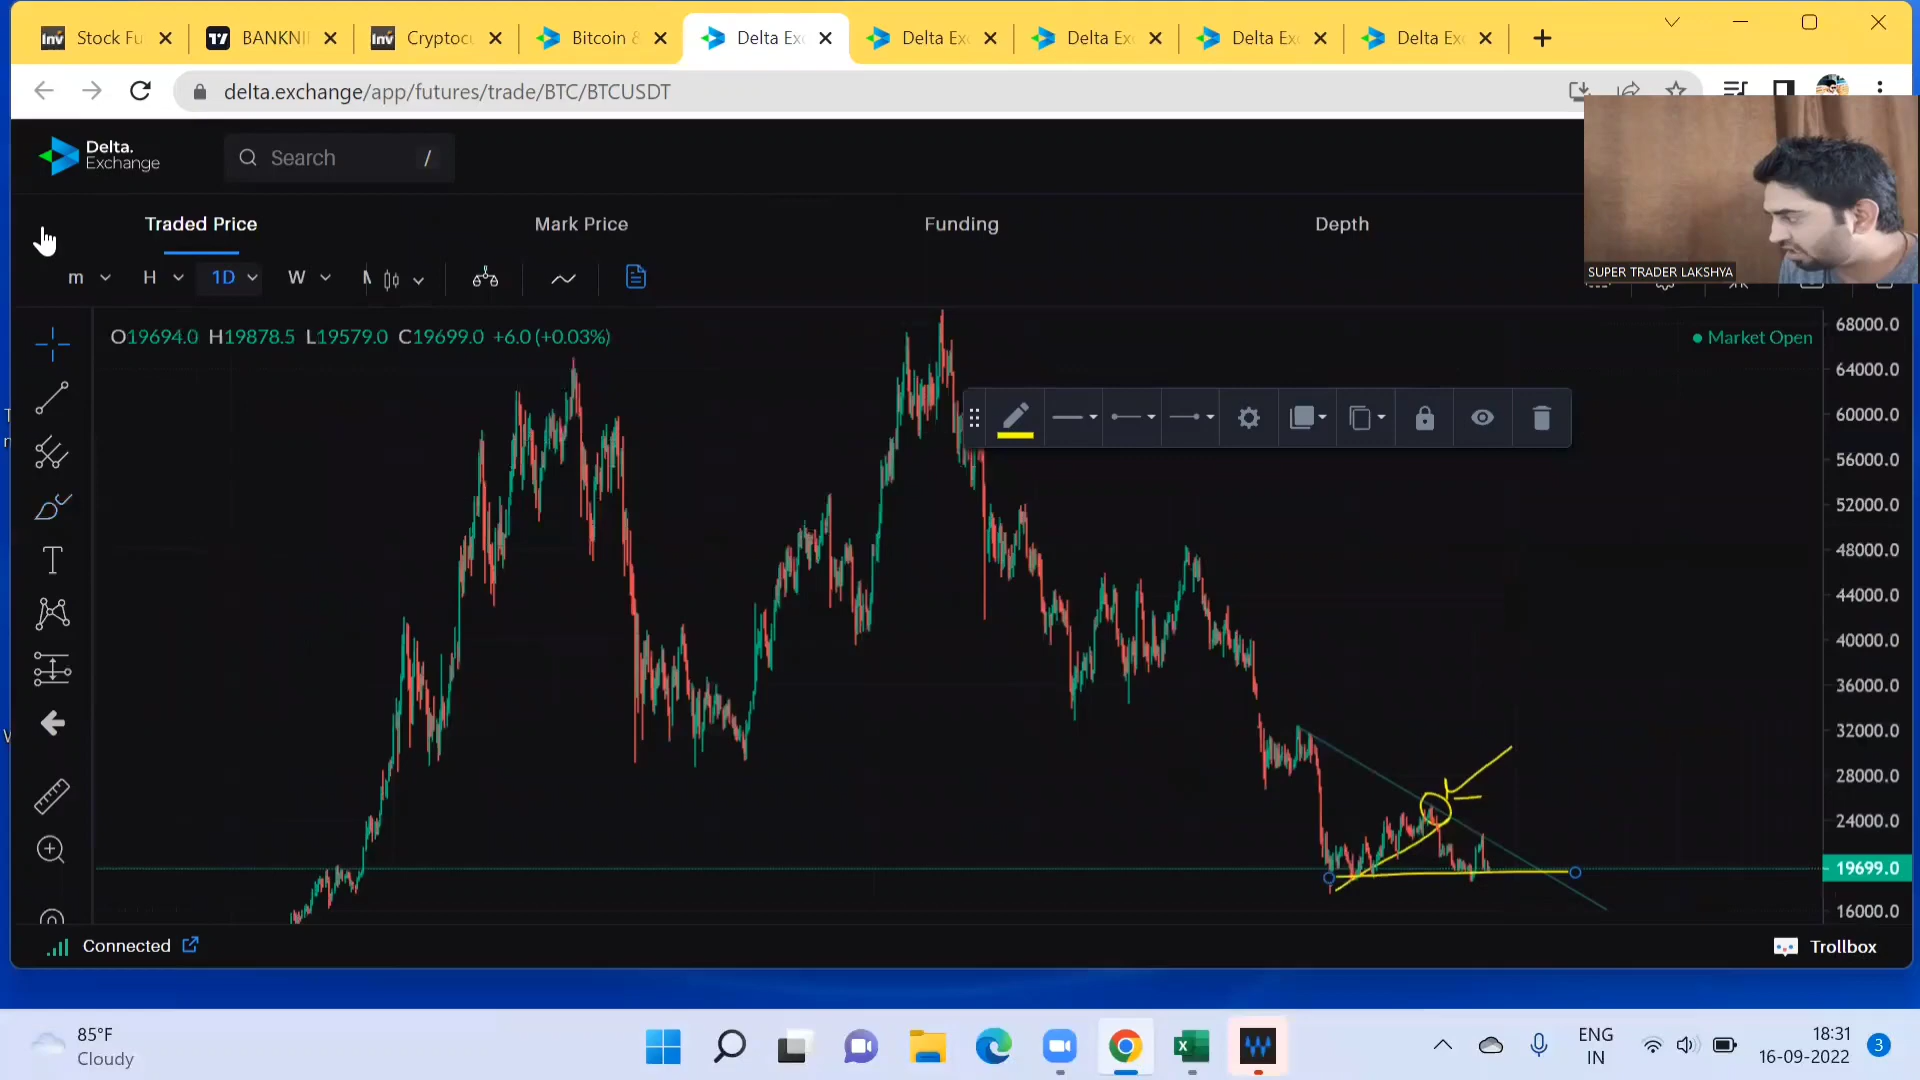 Stock Fu
BANKNI
Cryptocu
Bitcoin &
Delta Ex
Delta Ex
Delta Ex
Delta Ex
Delta Ex
delta.exchange/app/futures/trade/BTC/BTCUSDT
Delta.
Exchange
Search /
Traded Price
Mark Price
Funding
Depth
SUPER TRADER LAKSHYA
m H 1D W
O19694.0 H19878.5 L19579.0 C19699.0 +6.0 (+0.03%)
Market Open
68000.0
64000.0
60000.0
56000.0
52000.0
48000.0
44000.0
40000.0
36000.0
32000.0
28000.0
24000.0
19699.0
16000.0
Connected
Trollbox
85°F
Cloudy
ENG
IN
18:31
16-09-2022
3